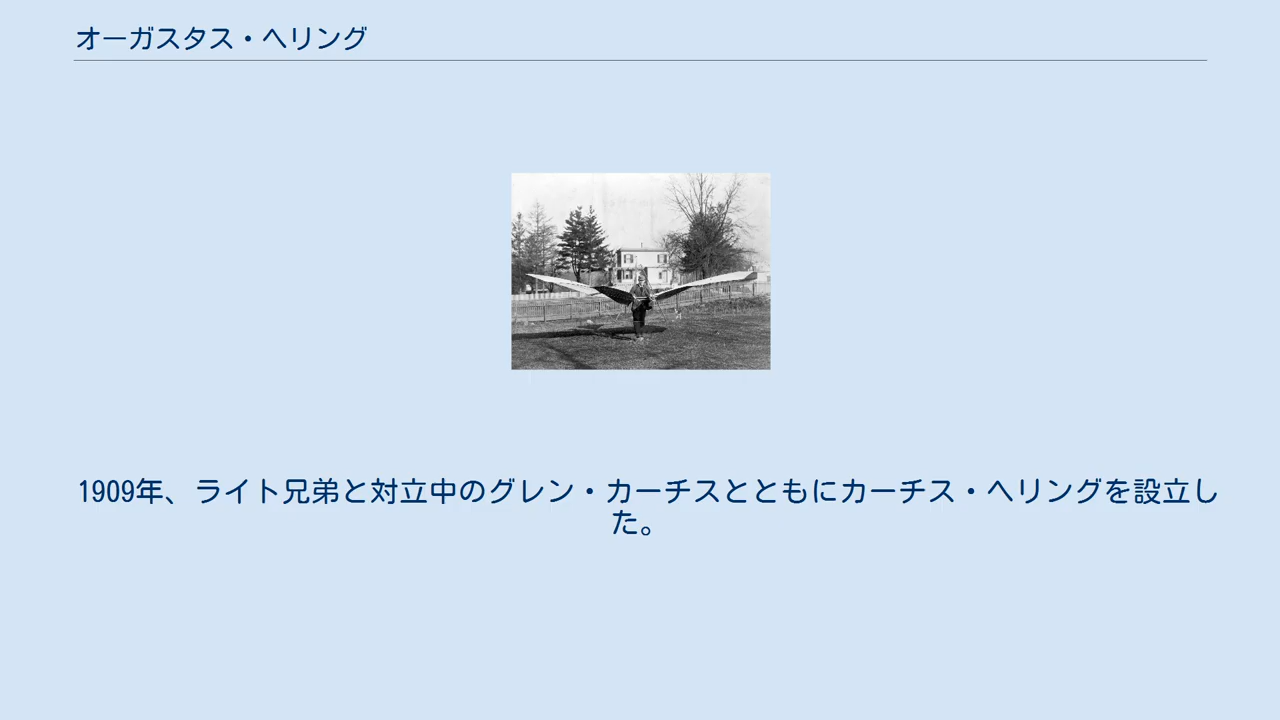 オーガスタス・ヘリング
1909年、ライト兄弟と対立中のグレン・カーチスとともにカーチス・ヘリングを設立し
た。